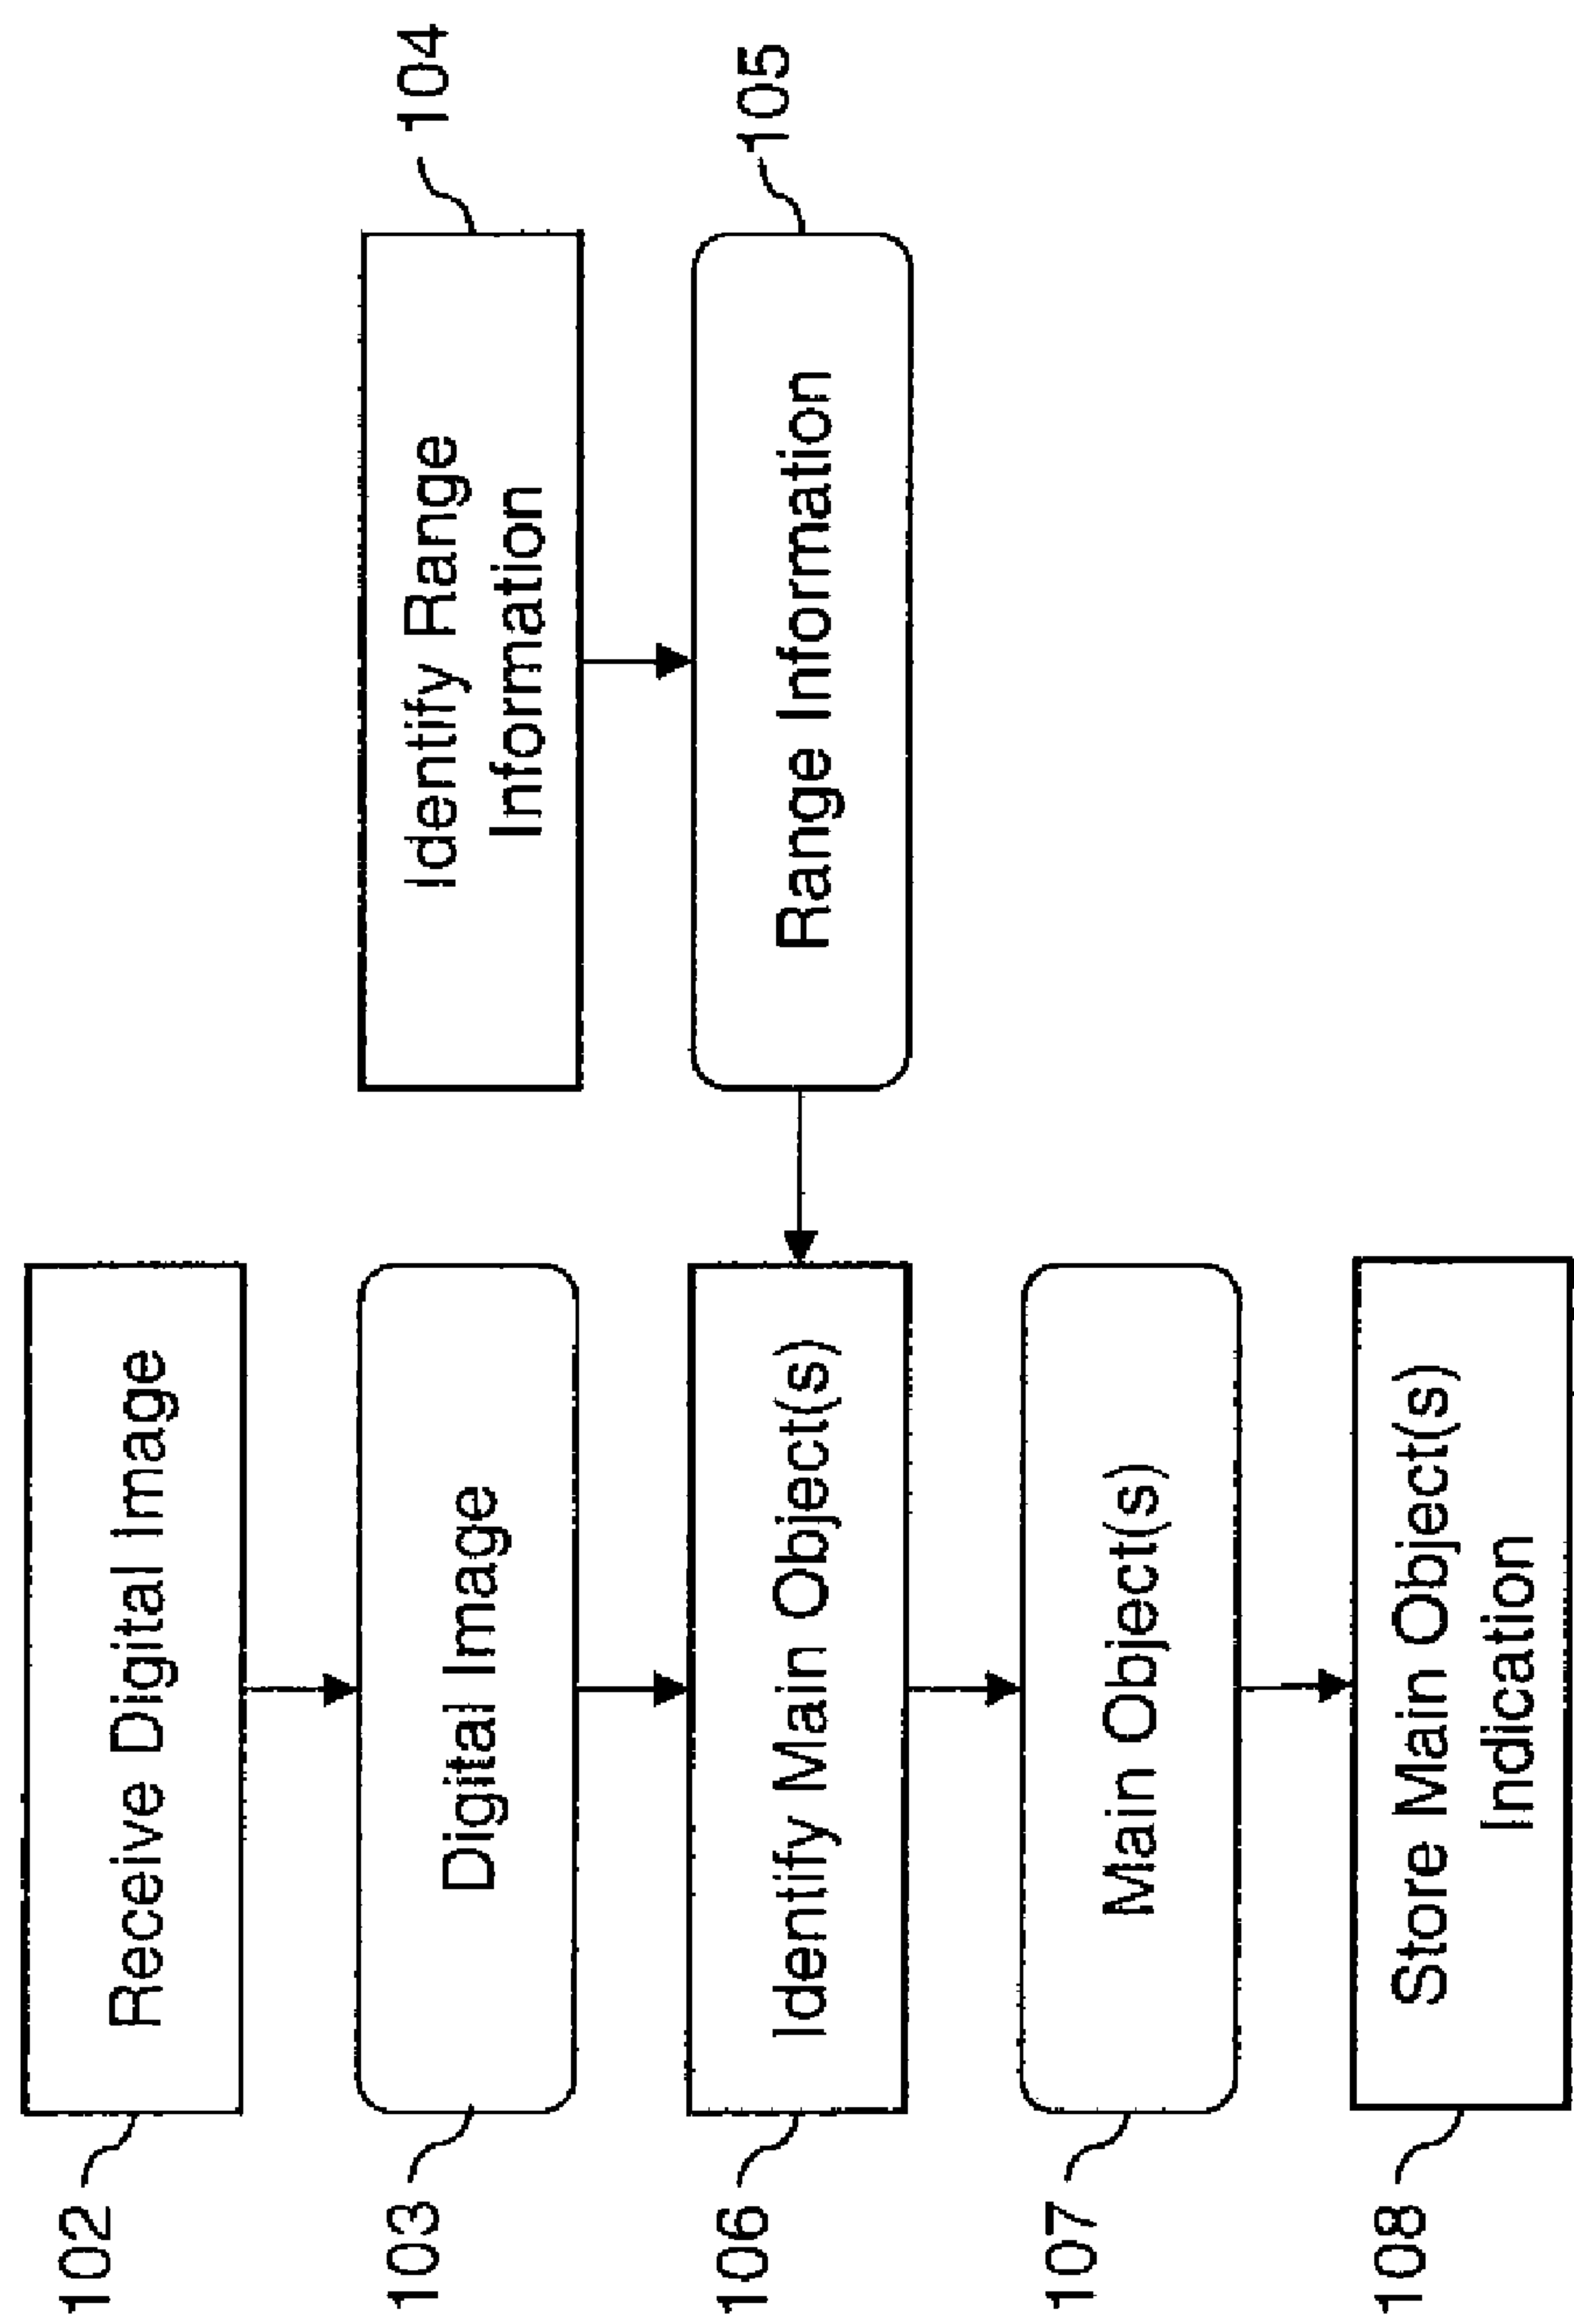 102
Receive Digital Image
103
Digital Image
104
Identify Range
Information
105
Range Information
106
Identify Main Object(s)
107
Main Object(s)
108
Store Main Object(s)
Indication